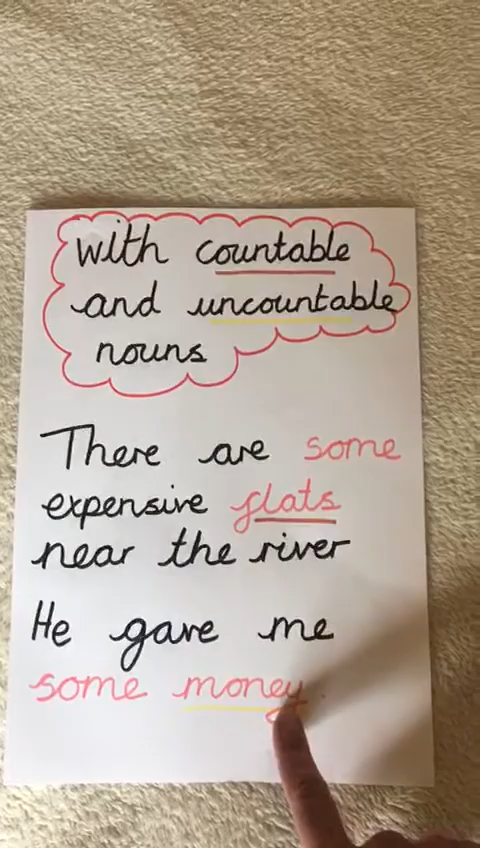 with countable
and uncountable
nouns
There are some
expensive flats
near the river
He gave me
some money